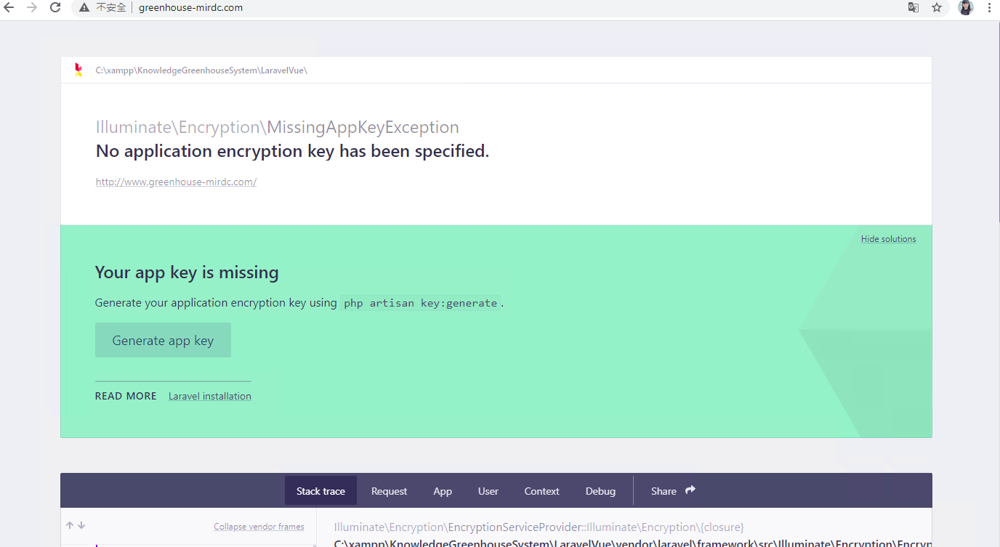 不安全 greenhouse-mirdc.com
C:\xampp\KnowledgeGreenhouseSystem\LaravelVue\
Illuminate\Encryption\MissingAppKeyException
No application encryption key has been specified.
http://www.greenhouse-mirdc.com/
Hide solutions
Your app key is missing
Generate your application encryption key using php artisan key:generate.
Generate app key
READ MORE Laravel installation
Stack trace Request App User Context Debug Share
Collapse vendor frames
Illuminate\Encryption\EncryptionServiceProvider::Illuminate\Encryption\{closure}
C:\xampp\KnowledgeGreenhouseSystem\LaravelVue\vendor\laravel\framework\src\Illuminate\Encryption\Encryp